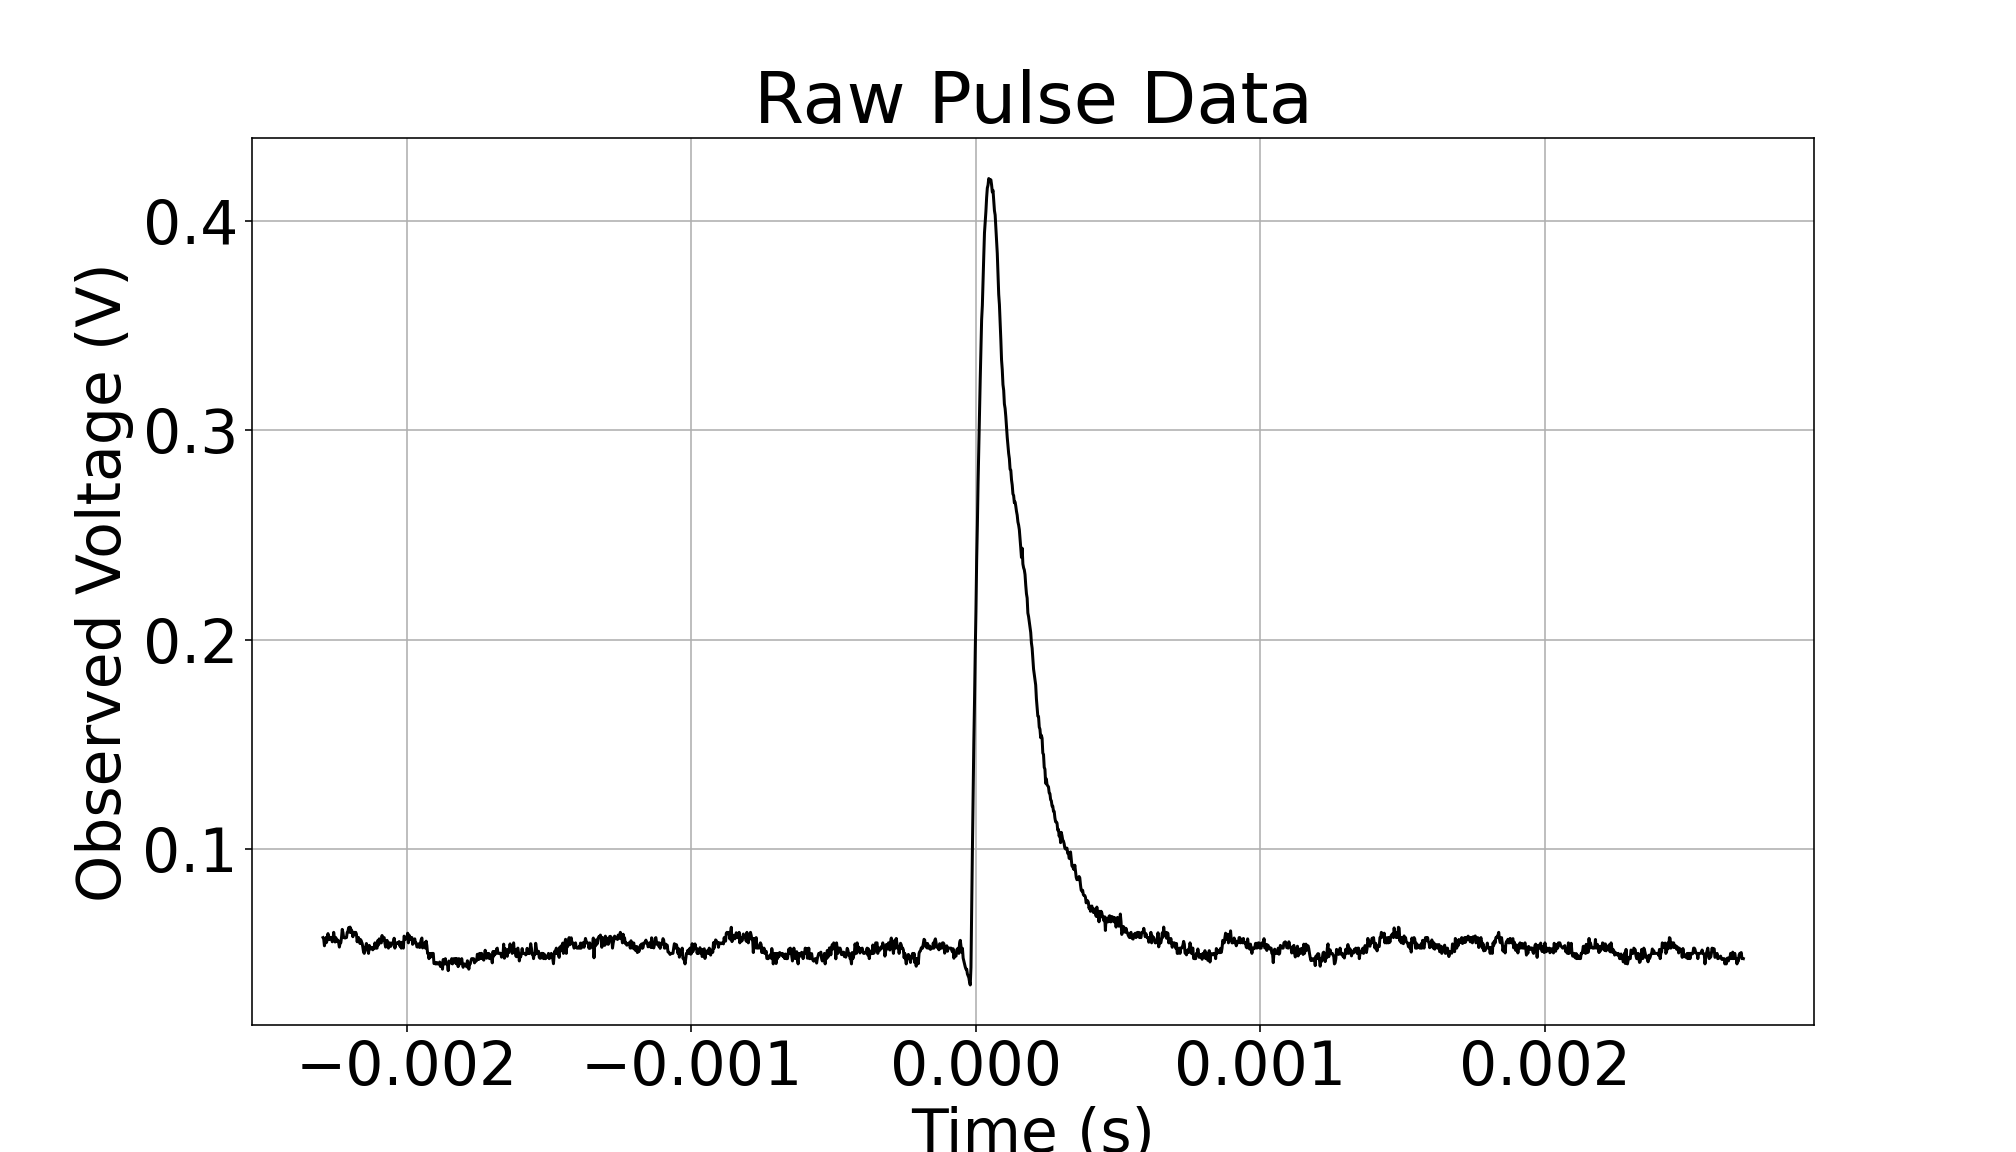 Raw Pulse Data
Observed Voltage (V)
0.4
0.3
0.2
0.1
−0.002 −0.001 0.000 0.001 0.002
Time (s)